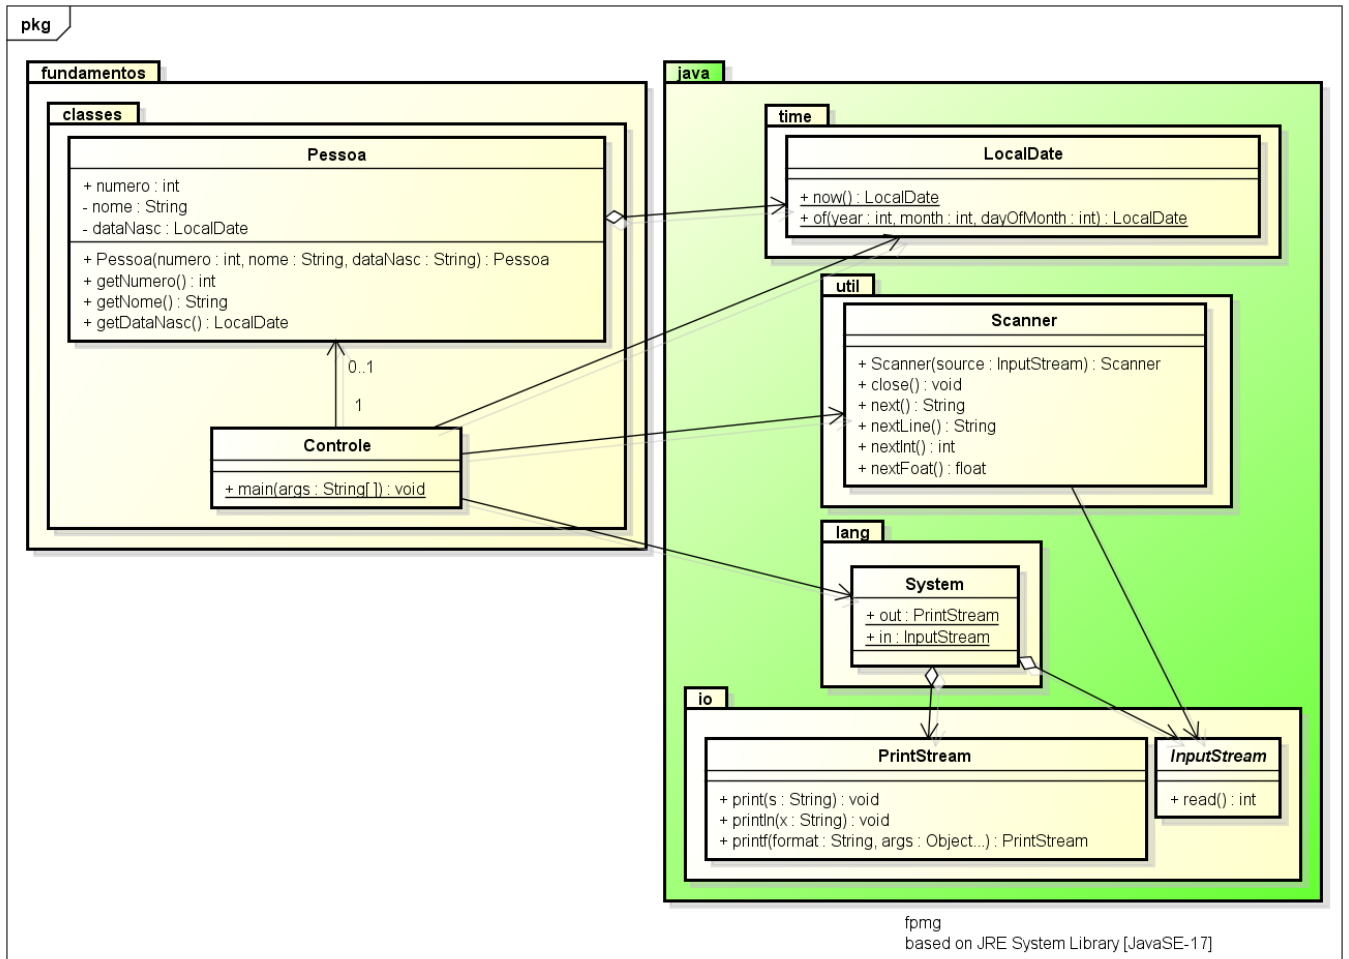 pkg
fundamentos
classes
Pessoa
+ numero : int
- nome : String
- dataNasc : LocalDate
+ Pessoa(numero : int, nome : String, dataNasc : String) : Pessoa
+ getNumero() : int
+ getNome() : String
+ getDataNasc() : LocalDate
0..1
1
Controle
+ main(args : String[ ]) : void
java
time
LocalDate
+ now() : LocalDate
+ of(year : int, month : int, dayOfMonth : int) : LocalDate
util
Scanner
+ Scanner(source : InputStream) : Scanner
+ close() : void
+ next() : String
+ nextLine() : String
+ nextInt() : int
+ nextFoat() : float
lang
System
+ out : PrintStream
+ in : InputStream
io
PrintStream
+ print(s : String) : void
+ println(x : String) : void
+ printf(format : String, args : Object...) : PrintStream
InputStream
+ read() : int
fpmg
based on JRE System Library [JavaSE-17]